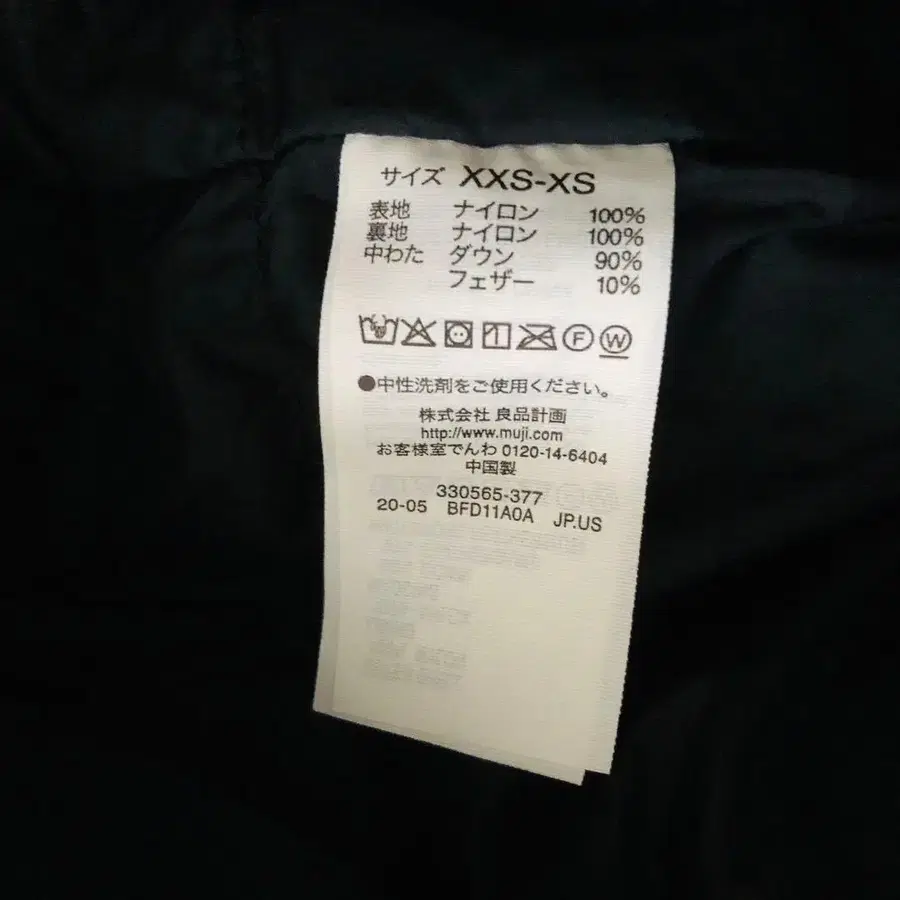 サイズ XXS-XS
表地 ナイロン 100%
裏地 ナイロン 100%
中わた ダウン 90%
フェザー 10%
F W
●中性洗剤をご使用ください。
株式会社 良品計画
http://www.muji.com
お客様室でんわ 0120-14-6404
中国製
330565-377
20-05 BFD11A0A JP.US